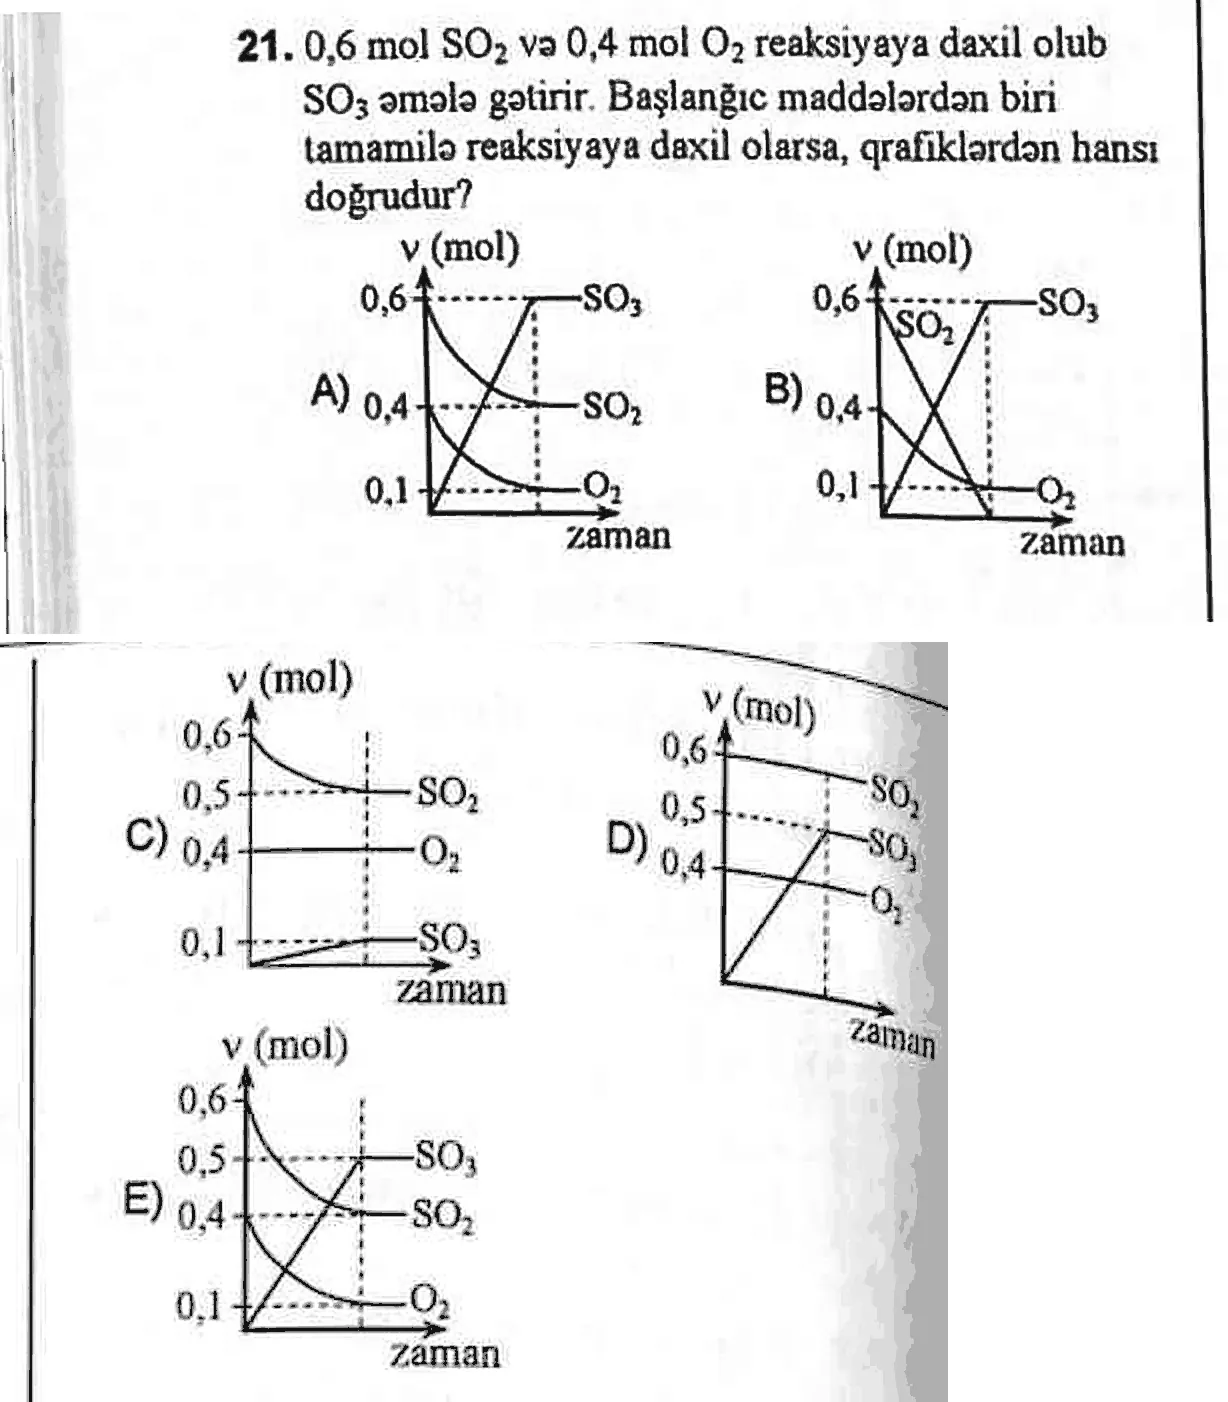 21. 0,6 mol SO₂ və 0,4 mol O₂ reaksiyaya daxil olub
SO₃ əmələ gətirir. Başlanğıc maddələrdən biri
tamamilə reaksiyaya daxil olarsa, qrafiklərdən hansı
doğrudur?
A)
ν (mol)
0,6
SO₃
0,4
SO₂
0,1
O₂
zaman
B)
ν (mol)
0,6
SO₃
SO₂
0,4
0,1
O₂
zaman
C)
ν (mol)
0,6
0,5
SO₂
0,4
O₂
0,1
SO₃
zaman
D)
ν (mol)
0,6
SO₂
0,5
SO₃
0,4
O₂
zaman
E)
ν (mol)
0,6
0,5
SO₃
0,4
SO₂
0,1
O₂
zaman